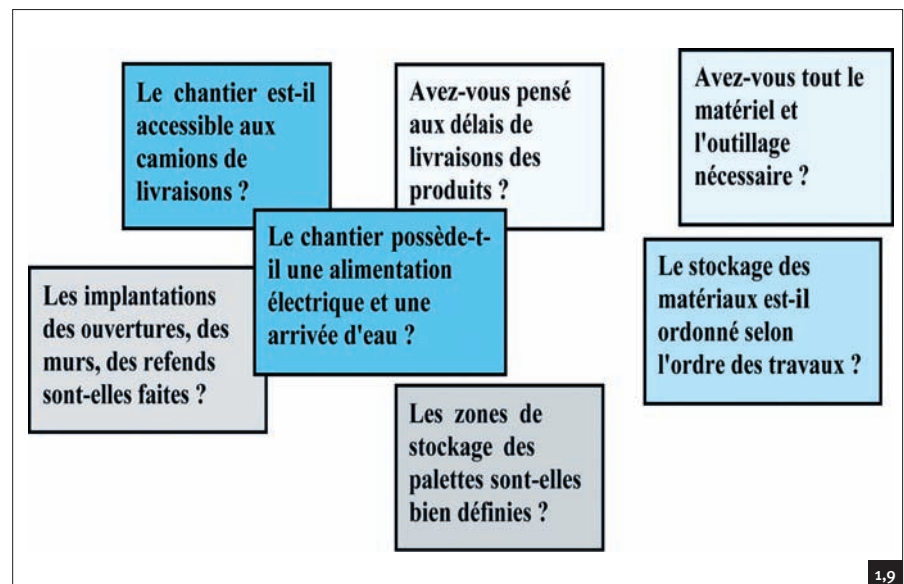 Le chantier est-il
accessible aux
camions de
livraisons ?
Avez-vous pensé
aux délais de
livraisons des
produits ?
Avez-vous tout le
matériel et
l'outillage
nécessaire ?
Le chantier possède-t-
il une alimentation
électrique et une
arrivée d'eau ?
Les implantations
des ouvertures, des
murs, des refends
sont-elles faites ?
Le stockage des
matériaux est-il
ordonné selon
l'ordre des travaux ?
Les zones de
stockage des
palettes sont-elles
bien définies ?
1,9